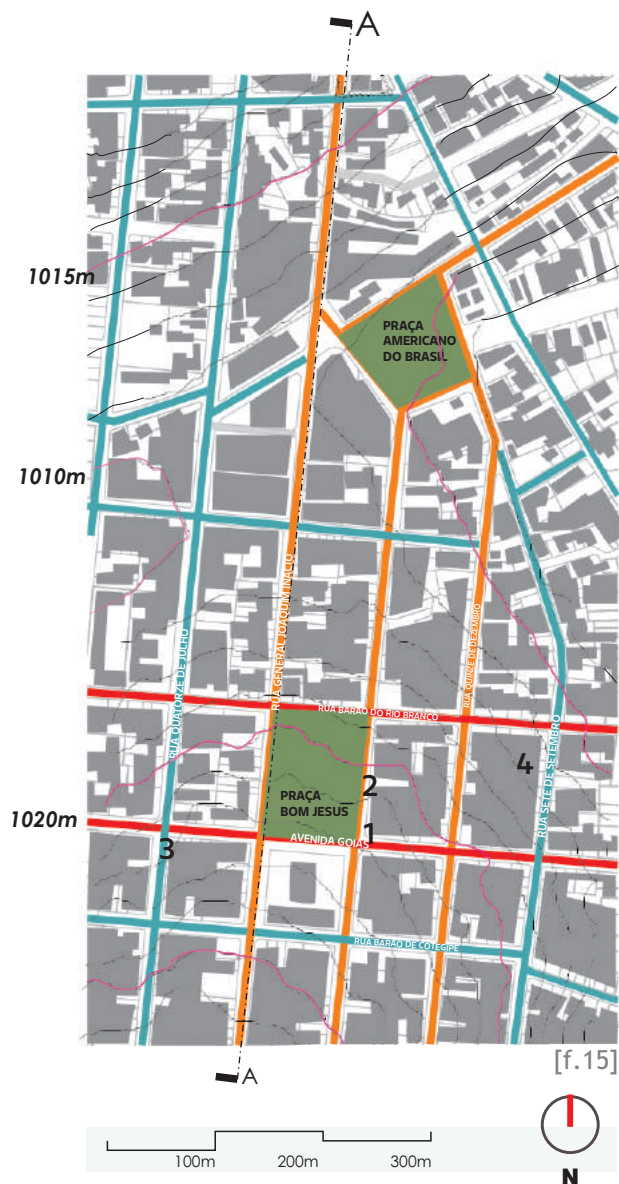 A
1015m
PRAÇA
AMERICANO
DO BRASIL
1010m
RUA GENERAL JOAQUIM INÁCIO
RUA QUINZE DE DEZEMBRO
RUA QUATORZE DE JULHO
RUA BARÃO DO RIO BRANCO
4
2
PRAÇA
BOM JESUS
RUA SETE DE SETEMBRO
1020m
1
AVENIDA GOIÁS
3
RUA BARÃO DE COTEGIPE
[f.15]
A
100m
200m
300m
N